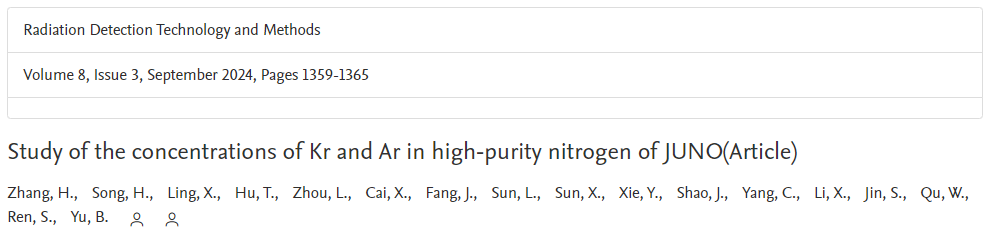 Radiation Detection Technology and Methods
Volume 8, Issue 3, September 2024, Pages 1359-1365
Study of the concentrations of Kr and Ar in high-purity nitrogen of JUNO(Article)
Zhang, H., Song, H., Ling, X., Hu, T., Zhou, L., Cai, X., Fang, J., Sun, L., Sun, X., Xie, Y., Shao, J., Yang, C., Li, X., Jin, S., Qu, W.,
Ren, S., Yu, B.